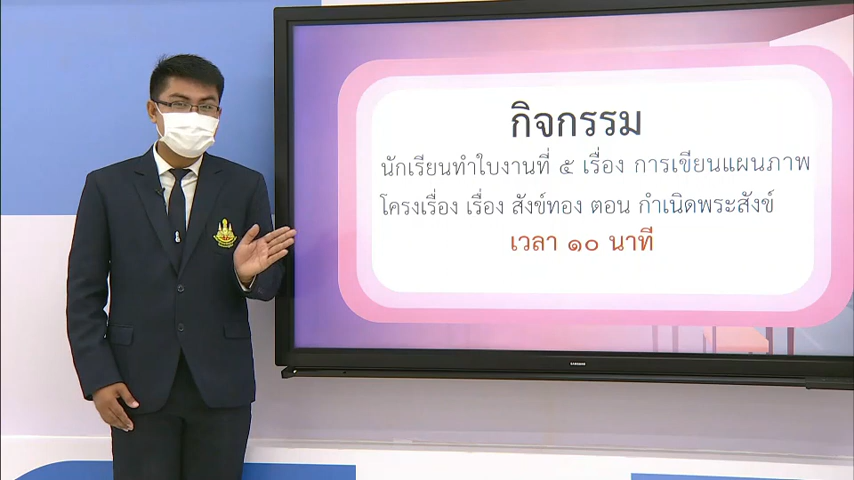 กิจกรรม
นักเรียนทำใบงานที่ ๕ เรื่อง การเขียนแผนภาพ
โครงเรื่อง เรื่อง สังข์ทอง ตอน กำเนิดพระสังข์
เวลา ๑๐ นาที
SAMSUNG